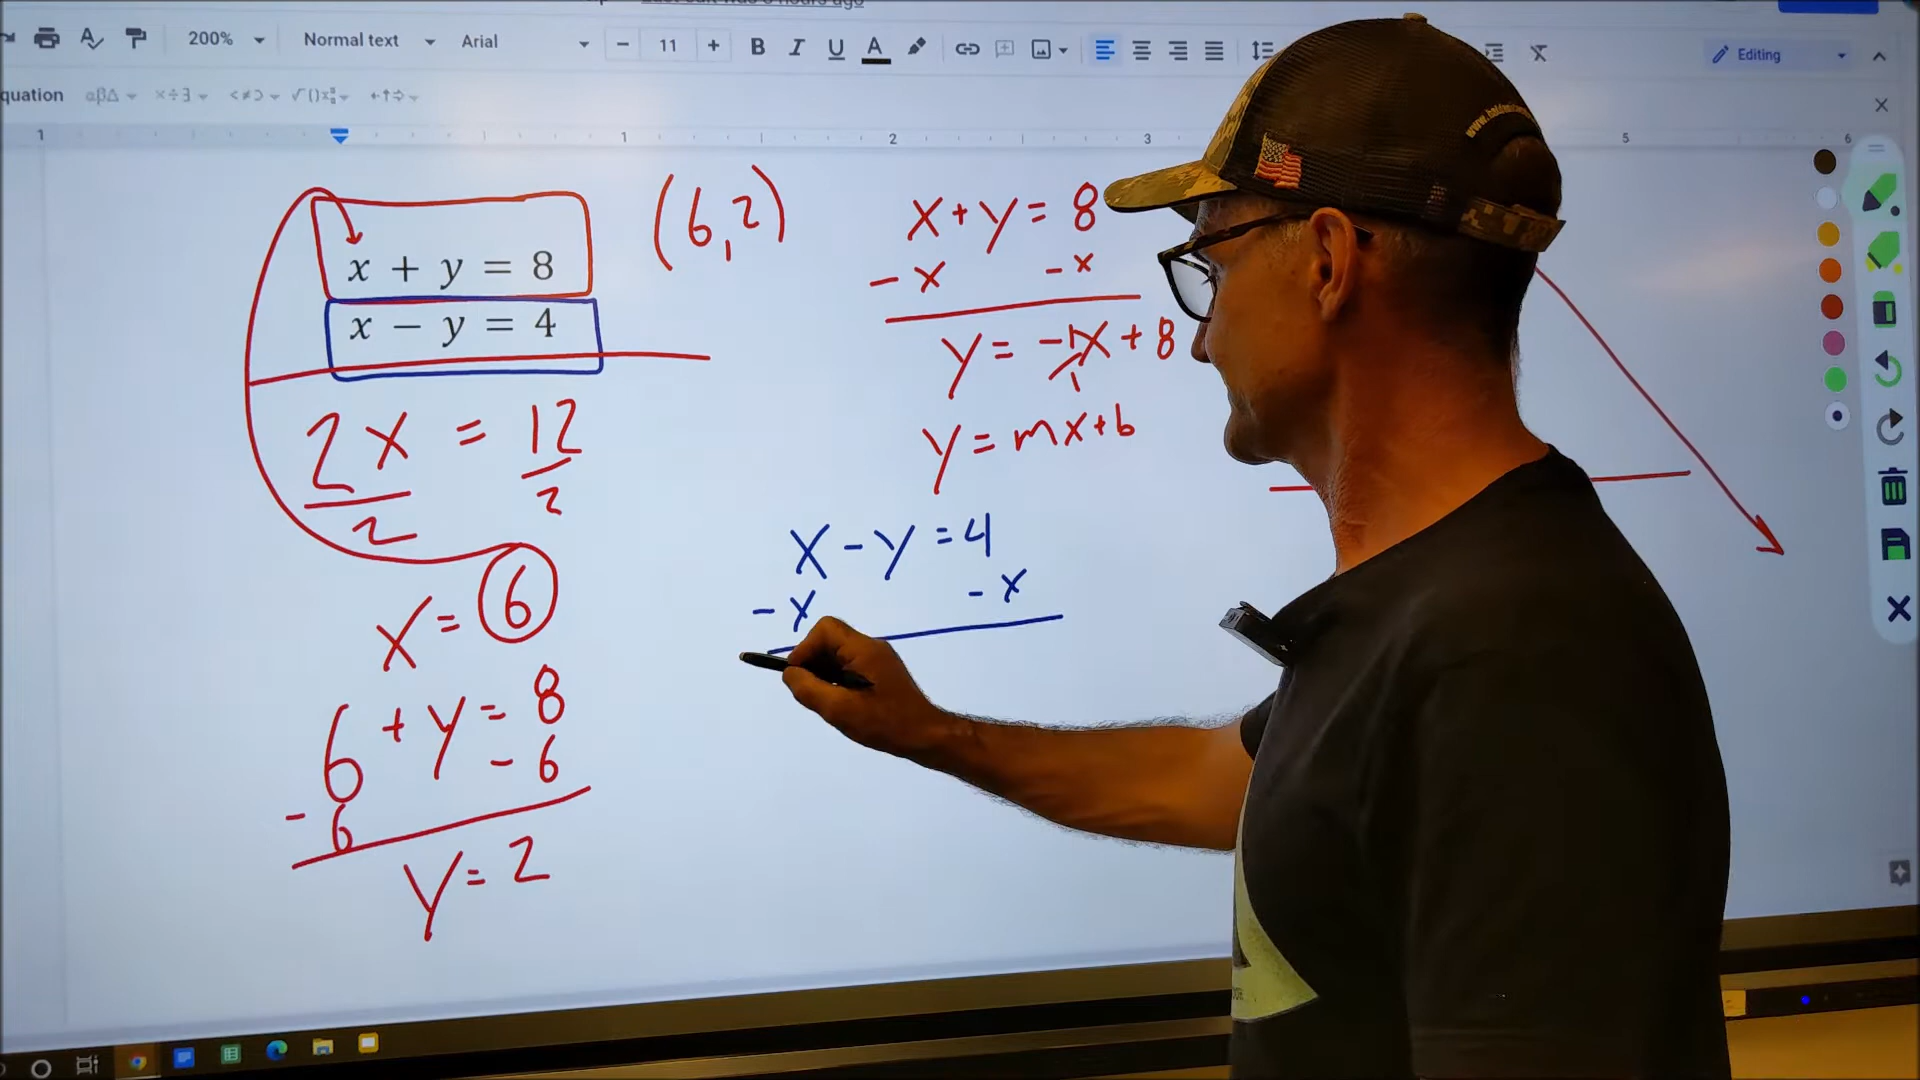 200% Normal text Arial - 11 + B I U A Editing
quation αβΔ ×÷∃
1 1 2 3 5 6
x + y = 8
x − y = 4
2x = 12
2 2
x = 6
6 + y = 8
- 6 - 6
y = 2
(6,2)
x + y = 8
- x - x
y = -1x + 8
1
y = mx+b
x - y = 4
- x - x